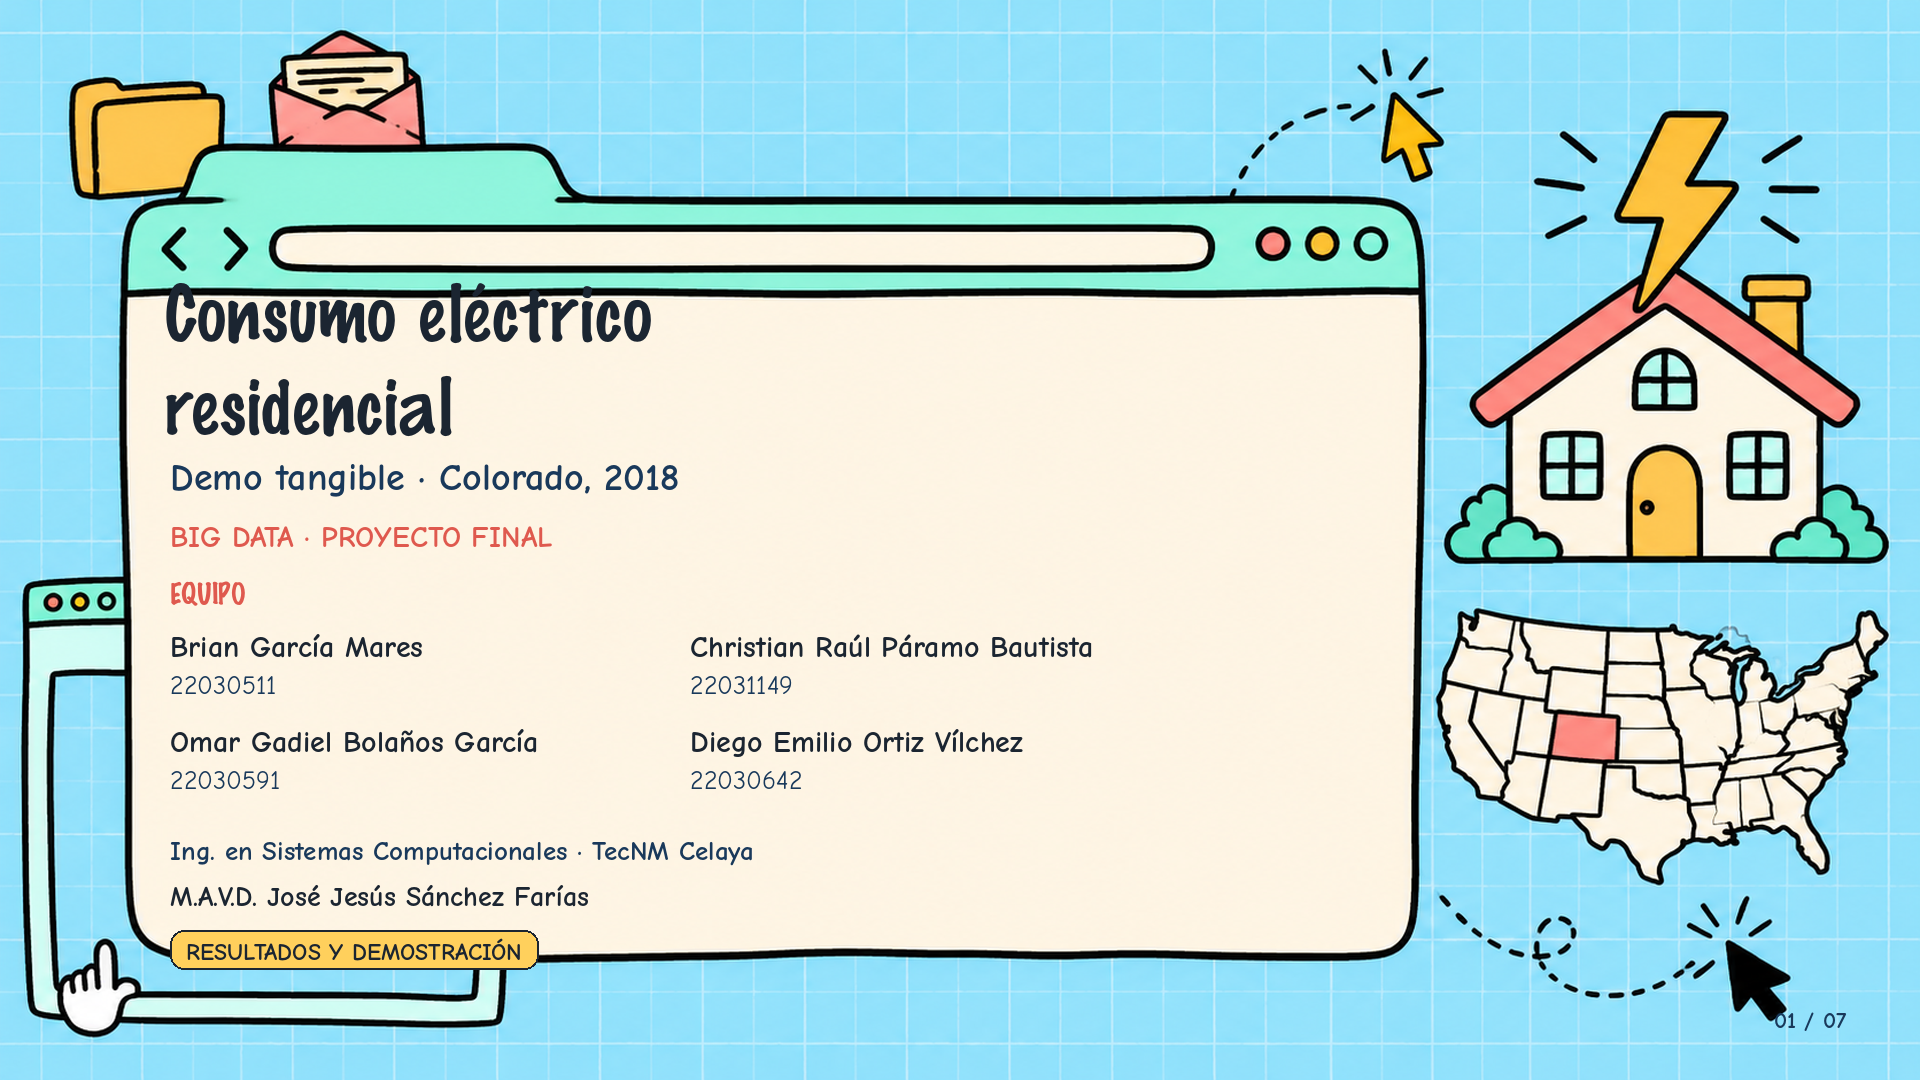 Consumo eléctrico
residencial
Demo tangible · Colorado, 2018
BIG DATA · PROYECTO FINAL
EQUIPO
Brian García Mares
22030511
Christian Raúl Páramo Bautista
22031149
Omar Gadiel Bolaños García
22030591
Diego Emilio Ortiz Vílchez
22030642
Ing. en Sistemas Computacionales · TecNM Celaya
M.A.V.D. José Jesús Sánchez Farías
RESULTADOS Y DEMOSTRACIÓN
01 / 07